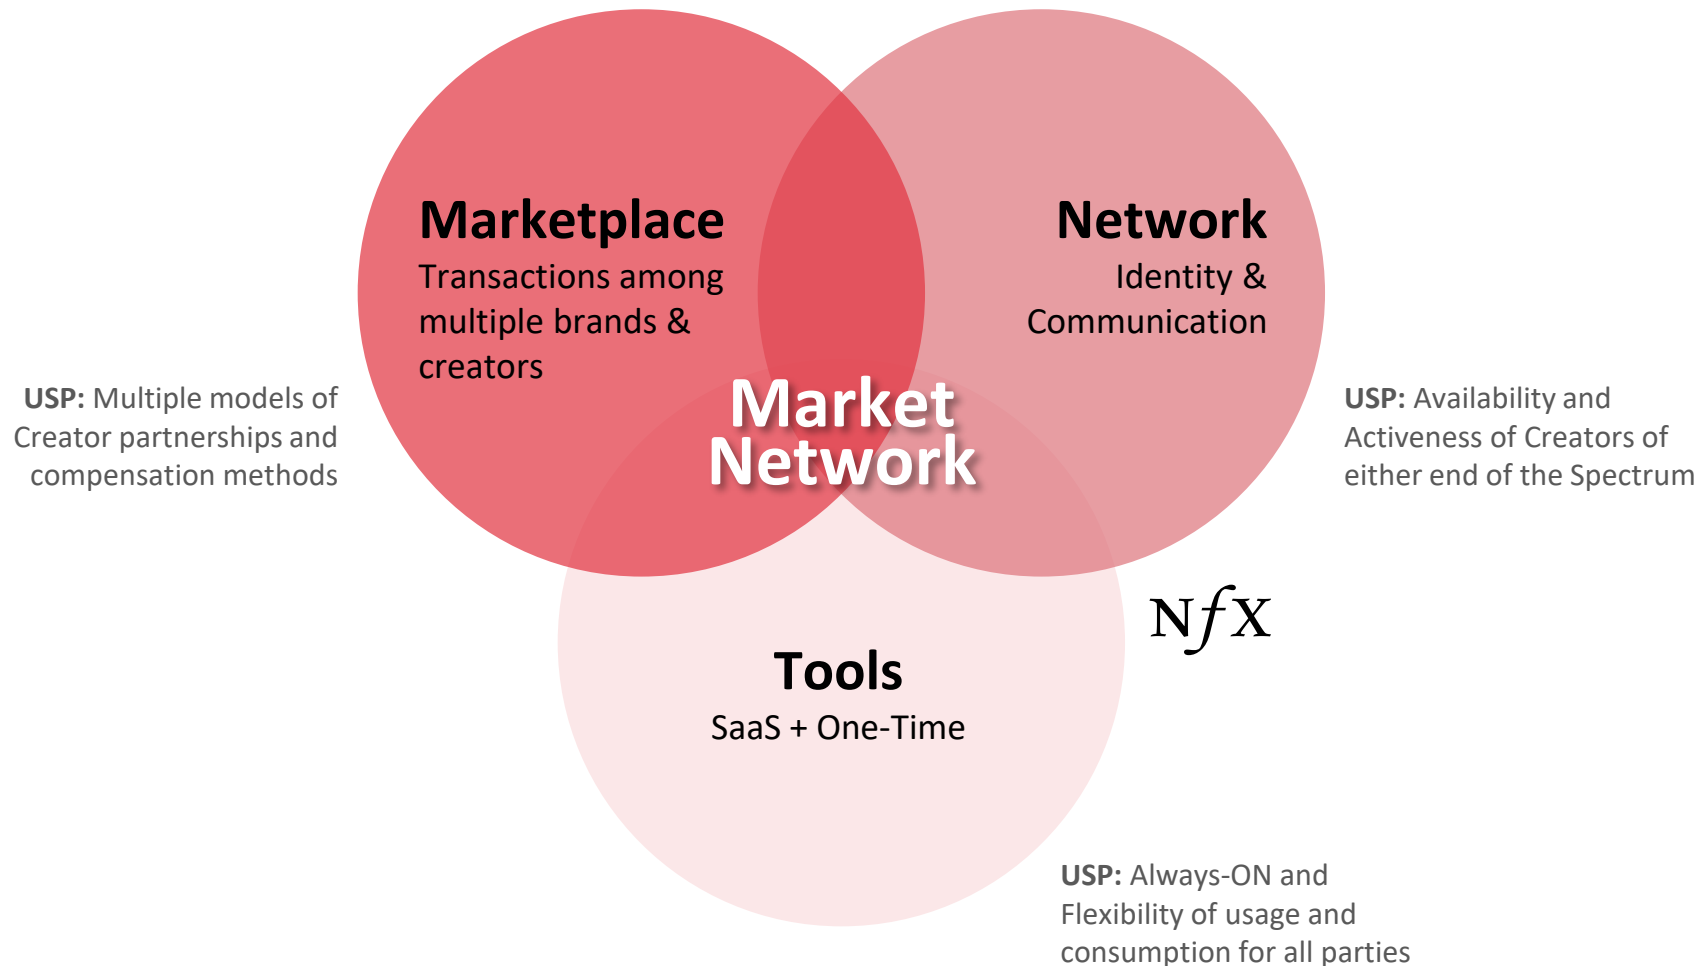 Marketplace
Transactions among
multiple brands &
creators
Network
Identity &
Communication
USP: Multiple models of
Creator partnerships and
compensation methods
Market
Network
USP: Availability and
Activeness of Creators of
either end of the Spectrum
NfX
Tools
SaaS + One-Time
USP: Always-ON and
Flexibility of usage and
consumption for all parties